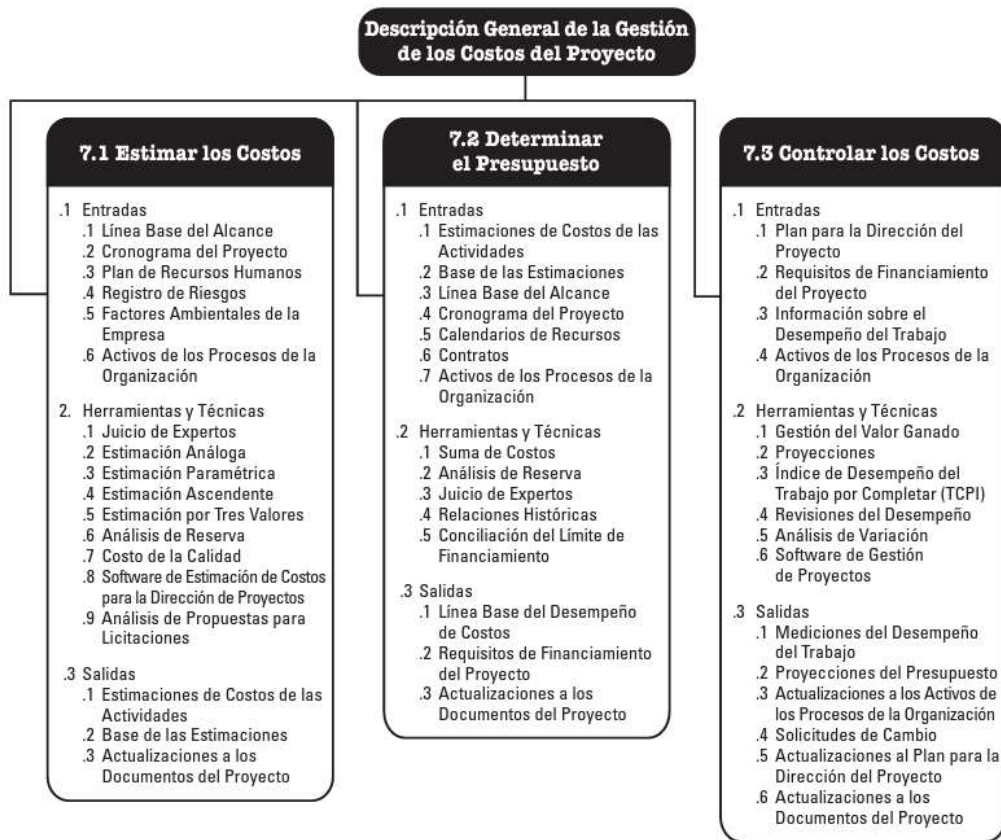 Descripción General de la Gestión
de los Costos del Proyecto
7.1 Estimar los Costos
.1 Entradas
.1 Línea Base del Alcance
.2 Cronograma del Proyecto
.3 Plan de Recursos Humanos
.4 Registro de Riesgos
.5 Factores Ambientales de la
Empresa
.6 Activos de los Procesos de la
Organización
2. Herramientas y Técnicas
.1 Juicio de Expertos
.2 Estimación Análoga
.3 Estimación Paramétrica
.4 Estimación Ascendente
.5 Estimación por Tres Valores
.6 Análisis de Reserva
.7 Costo de la Calidad
.8 Software de Estimación de Costos
para la Dirección de Proyectos
.9 Análisis de Propuestas para
Licitaciones
.3 Salidas
.1 Estimaciones de Costos de las
Actividades
.2 Base de las Estimaciones
.3 Actualizaciones a los
Documentos del Proyecto
7.2 Determinar
el Presupuesto
.1 Entradas
.1 Estimaciones de Costos de las
Actividades
.2 Base de las Estimaciones
.3 Línea Base del Alcance
.4 Cronograma del Proyecto
.5 Calendarios de Recursos
.6 Contratos
.7 Activos de los Procesos de la
Organización
.2 Herramientas y Técnicas
.1 Suma de Costos
.2 Análisis de Reserva
.3 Juicio de Expertos
.4 Relaciones Históricas
.5 Conciliación del Límite de
Financiamiento
.3 Salidas
.1 Línea Base del Desempeño
de Costos
.2 Requisitos de Financiamiento
del Proyecto
.3 Actualizaciones a los
Documentos del Proyecto
7.3 Controlar los Costos
.1 Entradas
.1 Plan para la Dirección del
Proyecto
.2 Requisitos de Financiamiento
del Proyecto
.3 Información sobre el
Desempeño del Trabajo
.4 Activos de los Procesos de la
Organización
.2 Herramientas y Técnicas
.1 Gestión del Valor Ganado
.2 Proyecciones
.3 Índice de Desempeño del
Trabajo por Completar (TCPI)
.4 Revisiones del Desempeño
.5 Análisis de Variación
.6 Software de Gestión
de Proyectos
.3 Salidas
.1 Mediciones del Desempeño
del Trabajo
.2 Proyecciones del Presupuesto
.3 Actualizaciones a los Activos de
los Procesos de la Organización
.4 Solicitudes de Cambio
.5 Actualizaciones al Plan para la
Dirección del Proyecto
.6 Actualizaciones a los
Documentos del Proyecto